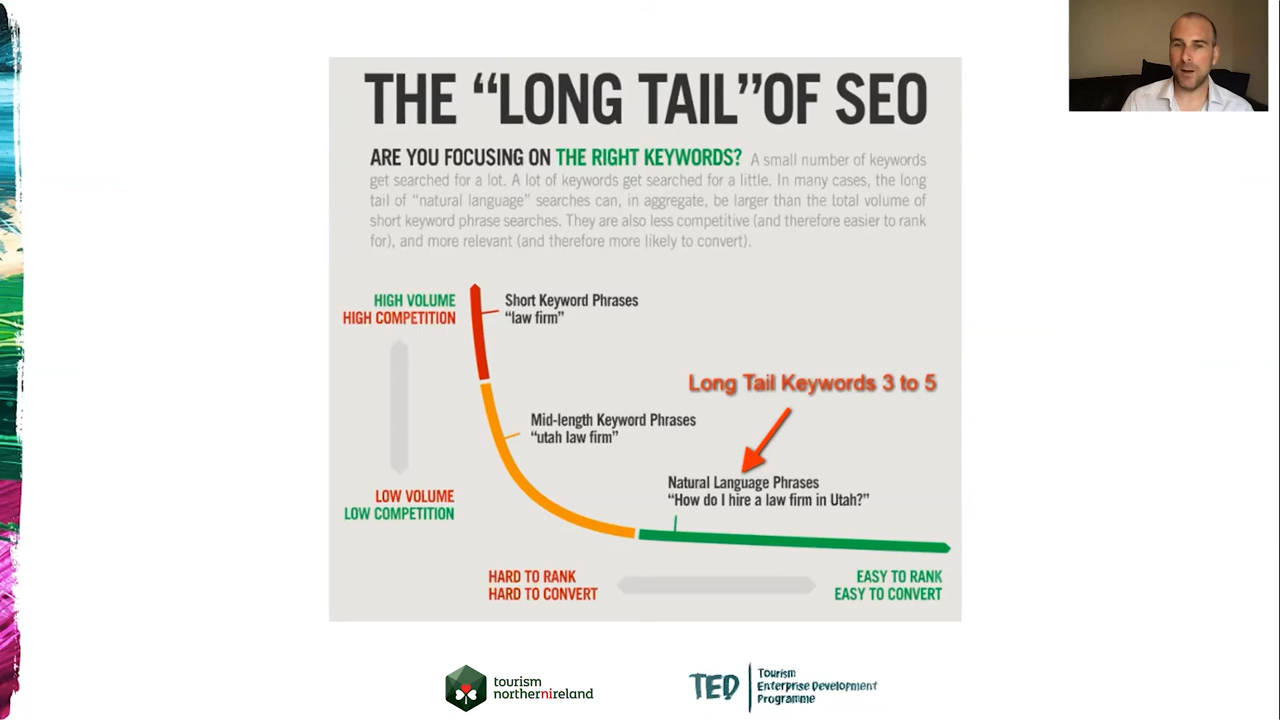 THE “LONG TAIL”OF SEO
ARE YOU FOCUSING ON THE RIGHT KEYWORDS? A small number of keywords
get searched for a lot. A lot of keywords get searched for a little. In many cases, the long
tail of “natural language” searches can, in aggregate, be larger than the total volume of
short keyword phrase searches. They are also less competitive (and therefore easier to rank
for), and more relevant (and therefore more likely to convert).
HIGH VOLUME
HIGH COMPETITION
Short Keyword Phrases
“law firm”
Long Tail Keywords 3 to 5
Mid-length Keyword Phrases
“utah law firm”
Natural Language Phrases
“How do I hire a law firm in Utah?”
LOW VOLUME
LOW COMPETITION
HARD TO RANK
HARD TO CONVERT
EASY TO RANK
EASY TO CONVERT
tourism
northernireland
TED
Tourism
Enterprise Development
Programme